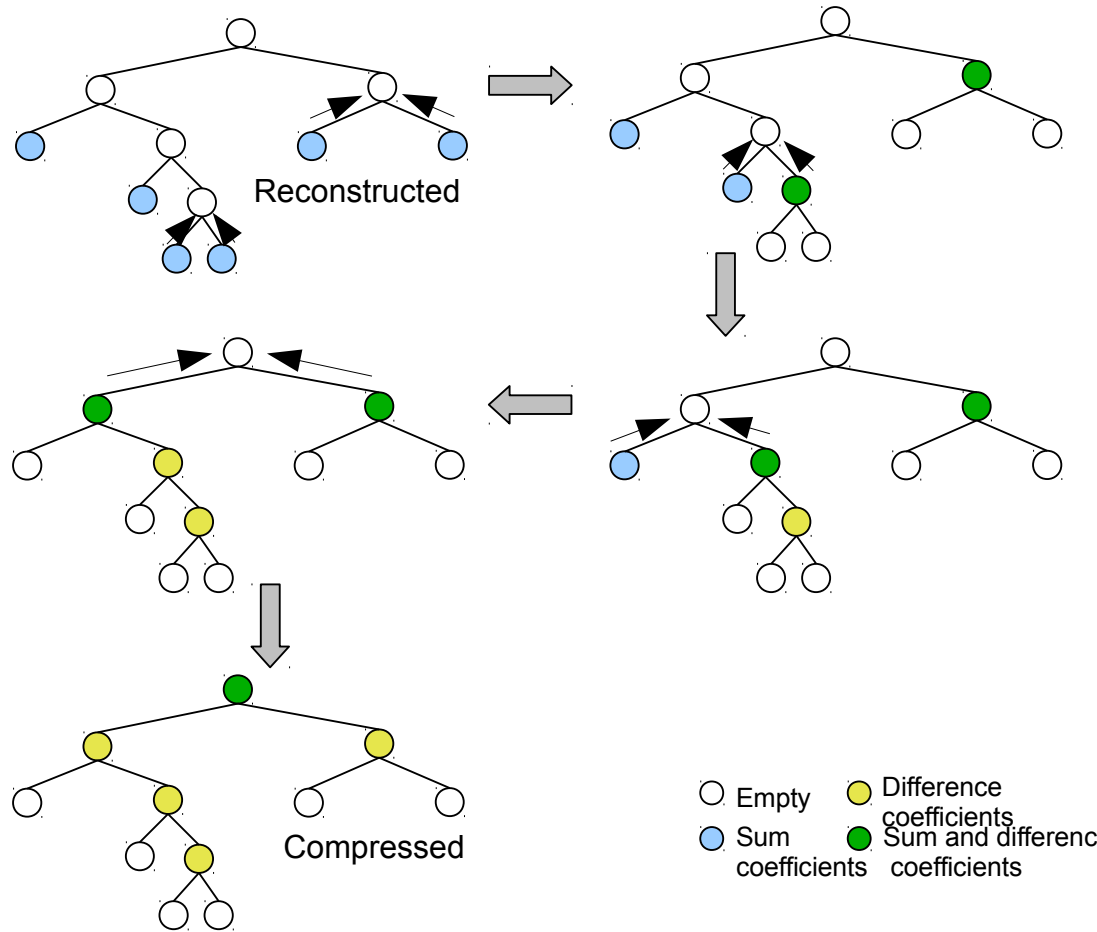 Reconstructed
Compressed
Empty
Difference
coefficients
Sum
coefficients
Sum and differenc
coefficients